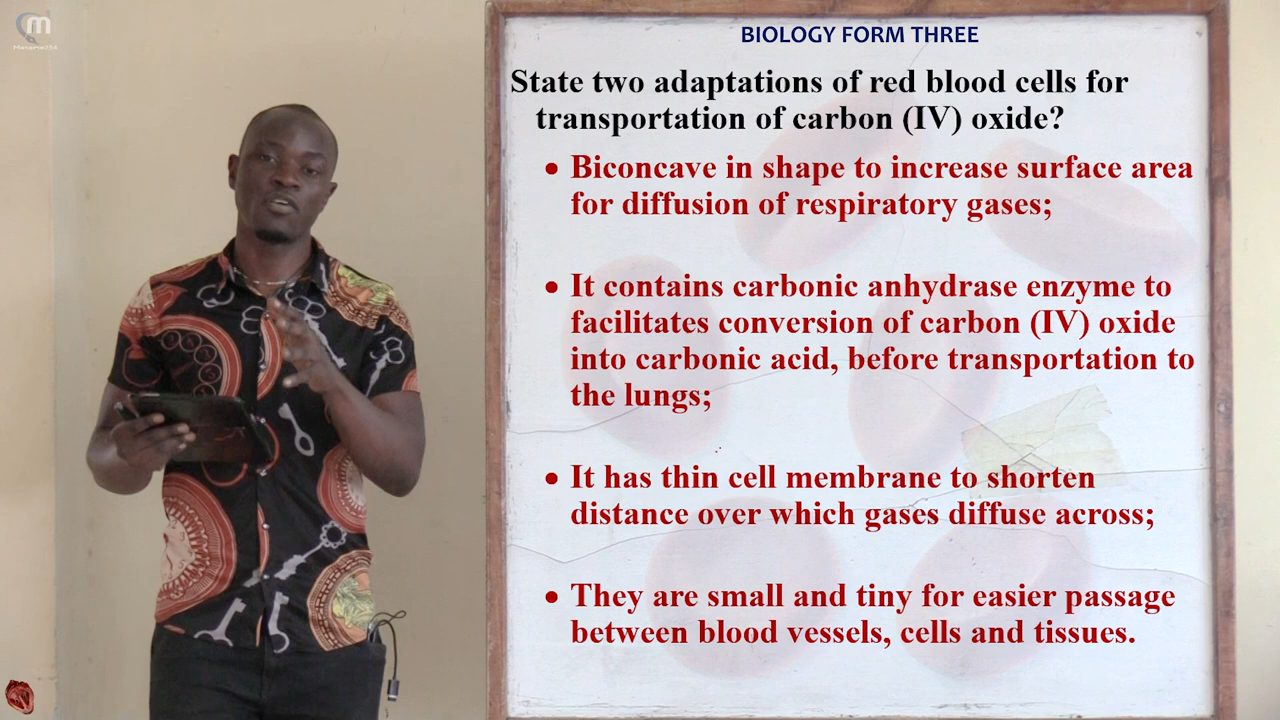 BIOLOGY FORM THREE
State two adaptations of red blood cells for
transportation of carbon (IV) oxide?
• Biconcave in shape to increase surface area
for diffusion of respiratory gases;
• It contains carbonic anhydrase enzyme to
facilitates conversion of carbon (IV) oxide
into carbonic acid, before transportation to
the lungs;
• It has thin cell membrane to shorten
distance over which gases diffuse across;
• They are small and tiny for easier passage
between blood vessels, cells and tissues.